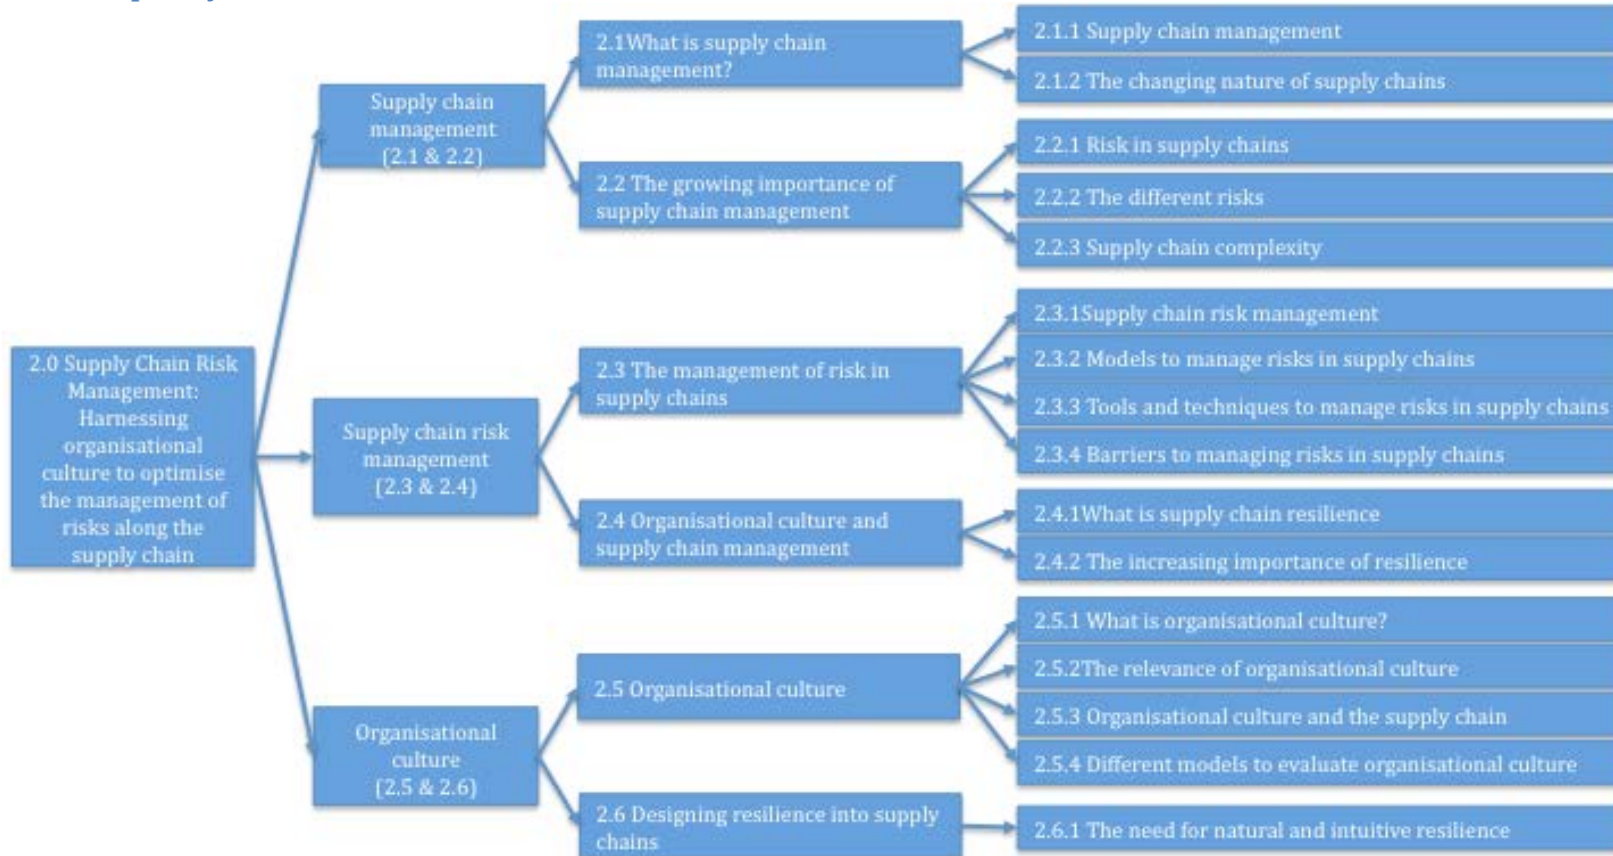 2.0 Supply Chain Risk
Management:
Harnessing
organisational
culture to optimise
the management of
risks along the
supply chain
Supply chain
management
(2.1 & 2.2)
2.1What is supply chain
management?
2.1.1 Supply chain management
2.1.2 The changing nature of supply chains
2.2 The growing importance of
supply chain management
2.2.1 Risk in supply chains
2.2.2 The different risks
2.2.3 Supply chain complexity
Supply chain risk
management
(2.3 & 2.4)
2.3 The management of risk in
supply chains
2.3.1Supply chain risk management
2.3.2 Models to manage risks in supply chains
2.3.3 Tools and techniques to manage risks in supply chains
2.3.4 Barriers to managing risks in supply chains
2.4 Organisational culture and
supply chain management
2.4.1What is supply chain resilience
2.4.2 The increasing importance of resilience
Organisational
culture
(2.5 & 2.6)
2.5 Organisational culture
2.5.1 What is organisational culture?
2.5.2The relevance of organisational culture
2.5.3 Organisational culture and the supply chain
2.5.4 Different models to evaluate organisational culture
2.6 Designing resilience into supply
chains
2.6.1 The need for natural and intuitive resilience